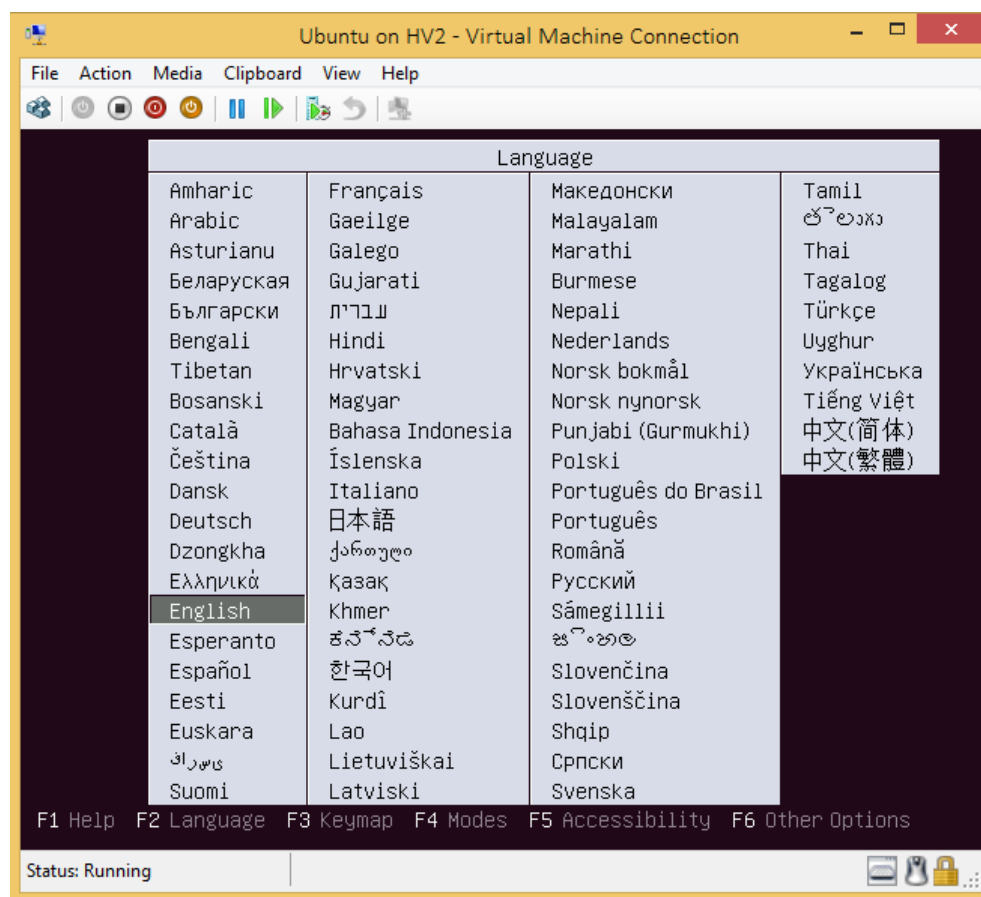 Ubuntu on HV2 - Virtual Machine Connection
File Action Media Clipboard View Help
Language
Amharic
Arabic
Asturianu
Беларуская
Български
Bengali
Tibetan
Bosanski
Català
Čeština
Dansk
Deutsch
Dzongkha
Ελληνικά
English
Esperanto
Español
Eesti
Euskara
فارسی
Suomi
Français
Gaeilge
Galego
Gujarati
עברית
Hindi
Hrvatski
Magyar
Bahasa Indonesia
Íslenska
Italiano
日本語
ქართული
Қазақ
Khmer
ಕನ್ನಡ
한국어
Kurdî
Lao
Lietuviškai
Latviski
Македонски
Malayalam
Marathi
Burmese
Nepali
Nederlands
Norsk bokmål
Norsk nynorsk
Punjabi (Gurmukhi)
Polski
Português do Brasil
Português
Română
Русский
Sámegillii
සිංහල
Slovenčina
Slovenščina
Shqip
Српски
Svenska
Tamil
తెలుగు
Thai
Tagalog
Türkçe
Uyghur
Українська
Tiếng Việt
中文(简体)
中文(繁體)
F1 Help F2 Language F3 Keymap F4 Modes F5 Accessibility F6 Other Options
Status: Running